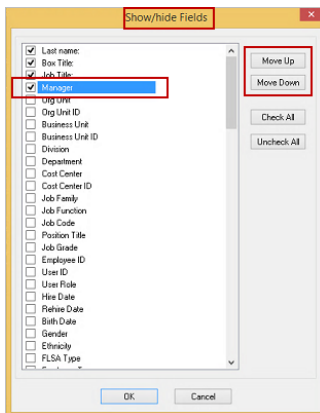 Show/hide Fields
Last name:
Box Title:
Job Title:
Manager
Org Unit
Org Unit ID
Business Unit
Business Unit ID
Division
Department
Cost Center
Cost Center ID
Job Family
Job Function
Job Code
Position Title
Job Grade
Employee ID
User ID
User Role
Hire Date
Rehire Date
Birth Date
Gender
Ethnicity
FLSA Type
Move Up
Move Down
Check All
Uncheck All
OK
Cancel